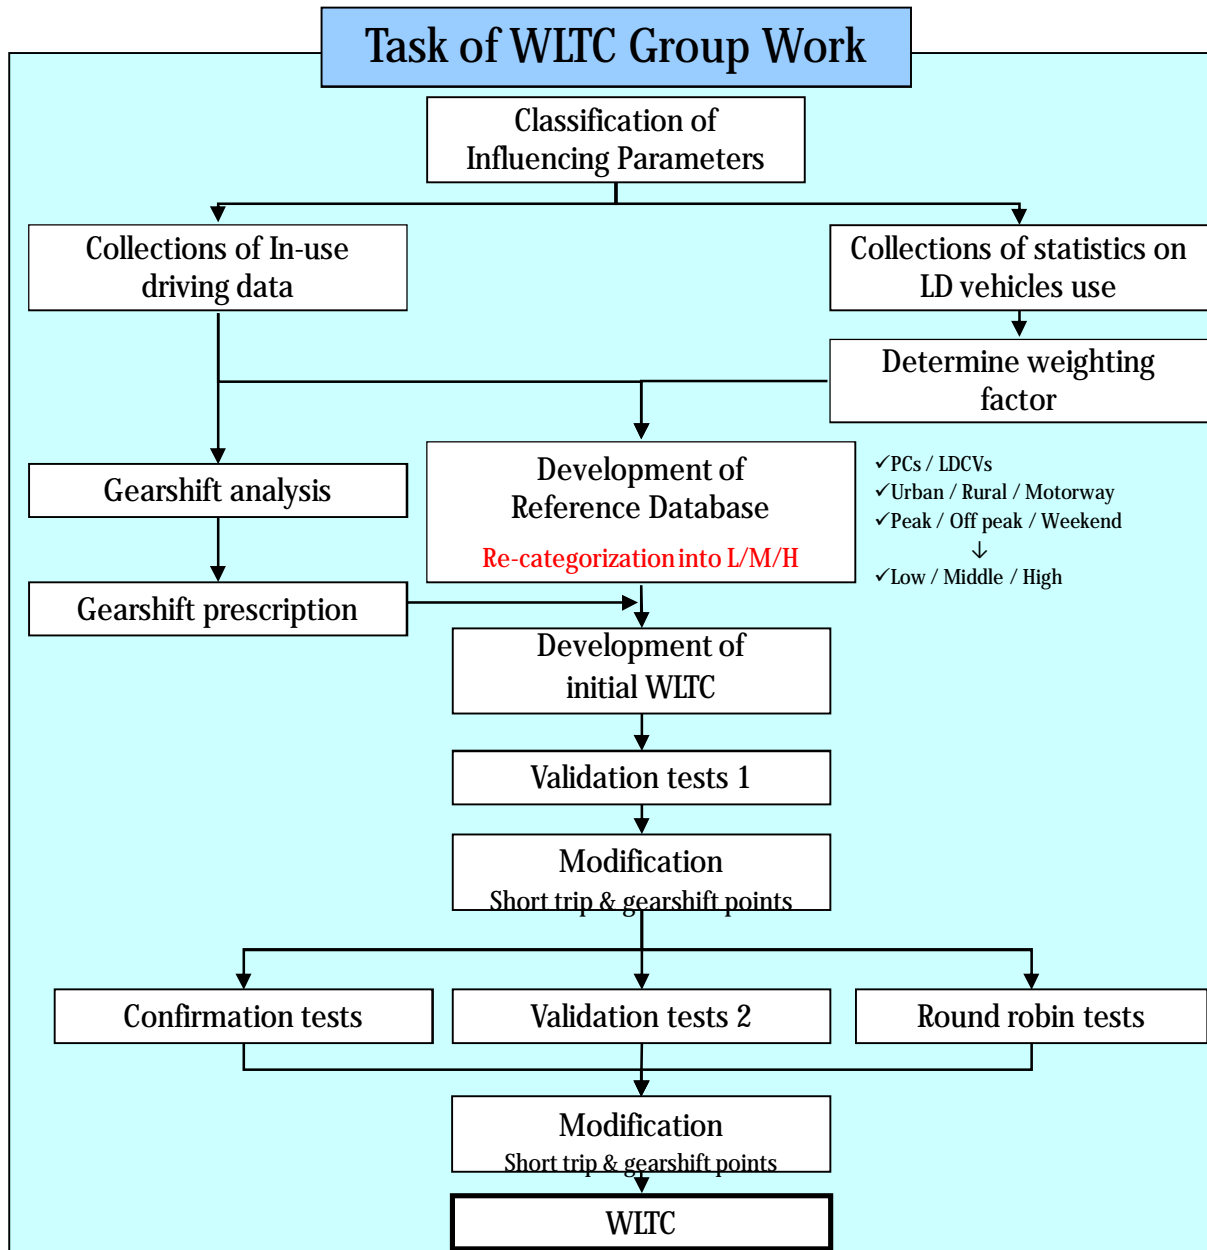 Task of WLTC Group Work
Classification of
Influencing Parameters
Collections of In-use
driving data
Collections of statistics on
LD vehicles use
Determine weighting
factor
Gearshift analysis
Development of
Reference Database
Re-categorization into L/M/H
✓PCs / LDCVs
✓Urban / Rural / Motorway
✓Peak / Off peak / Weekend
↓
✓Low / Middle / High
Gearshift prescription
Development of
initial WLTC
Validation tests 1
Modification
Short trip & gearshift points
Confirmation tests
Validation tests 2
Round robin tests
Modification
Short trip & gearshift points
WLTC